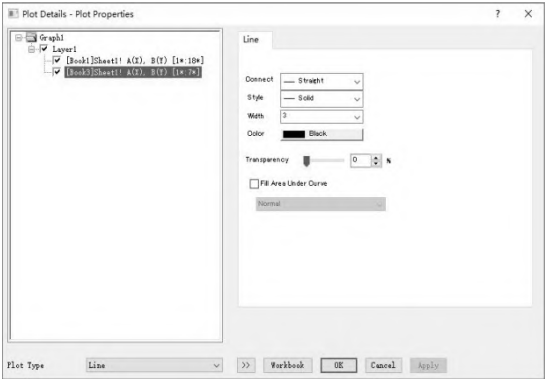 Plot Details - Plot Properties
?
×
Graph1
Layer1
[Book1]Sheet1! A(X), B(Y) [1*:18*]
[Book3]Sheet1! A(X), B(Y) [1*:7*]
Line
Connect
Straight
Style
Solid
Width
3
Color
Black
Transparency
0
%
Fill Area Under Curve
Normal
Plot Type
Line
>>
Workbook
OK
Cancel
Apply